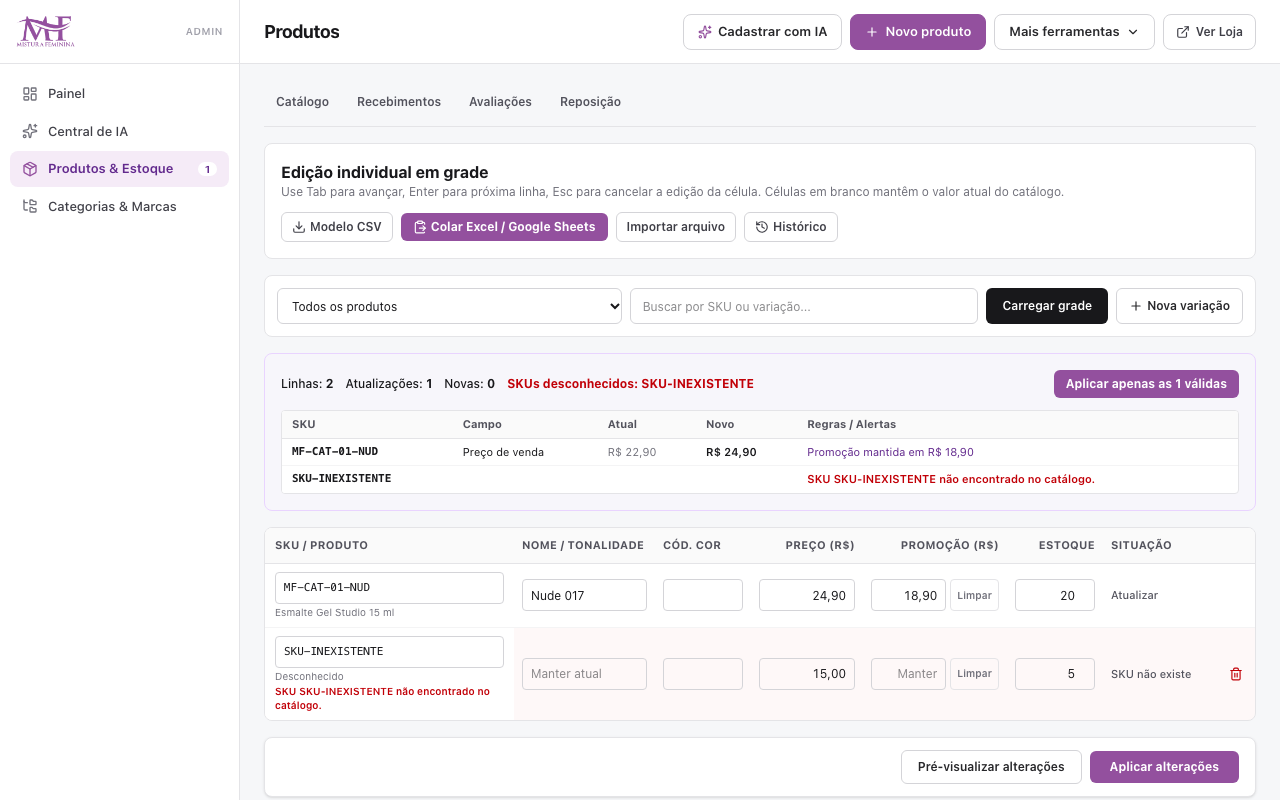 MF
MISTURA FEMININA
ADMIN
Painel
Central de IA
Produtos & Estoque 1
Categorias & Marcas
Produtos
Cadastrar com IA
Novo produto
Mais ferramentas
Ver Loja
Catálogo Recebimentos Avaliações Reposição
Edição individual em grade
Use Tab para avançar, Enter para próxima linha, Esc para cancelar a edição da célula. Células em branco mantêm o valor atual do catálogo.
Modelo CSV Colar Excel / Google Sheets Importar arquivo Histórico
Todos os produtos Buscar por SKU ou variação... Carregar grade + Nova variação
Linhas: 2 Atualizações: 1 Novas: 0 SKUs desconhecidos: SKU-INEXISTENTE Aplicar apenas as 1 válidas
SKU Campo Atual Novo Regras / Alertas
MF-CAT-01-NUD Preço de venda R$ 22,90 R$ 24,90 Promoção mantida em R$ 18,90
SKU-INEXISTENTE SKU SKU-INEXISTENTE não encontrado no catálogo.
SKU / PRODUTO NOME / TONALIDADE CÓD. COR PREÇO (R$) PROMOÇÃO (R$) ESTOQUE SITUAÇÃO
MF-CAT-01-NUD Nude 017 24,90 18,90 Limpar 20 Atualizar
Esmalte Gel Studio 15 ml
SKU-INEXISTENTE Manter atual 15,00 Manter Limpar 5 SKU não existe
Desconhecido
SKU SKU-INEXISTENTE não encontrado no
catálogo.
Pré-visualizar alterações Aplicar alterações